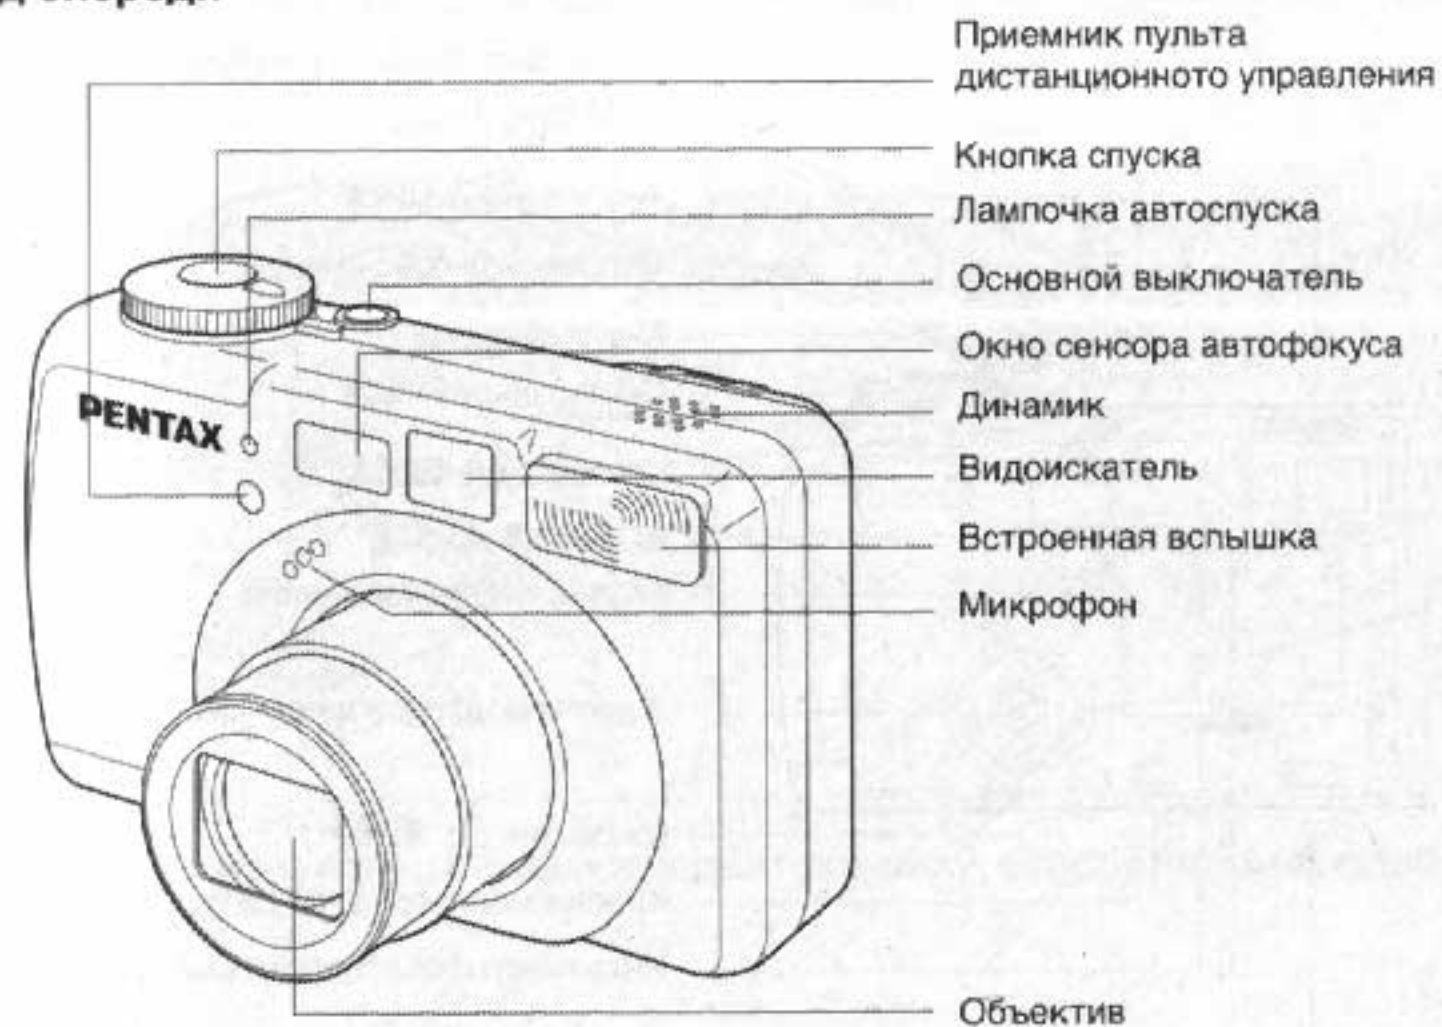 Приемник пульта
дистанционного управления
Кнопка спуска
Лампочка автоспуска
Основной выключатель
Окно сенсора автофокуса
PENTAX
Динамик
Видоискатель
Встроенная вспышка
Микрофон
Объектив